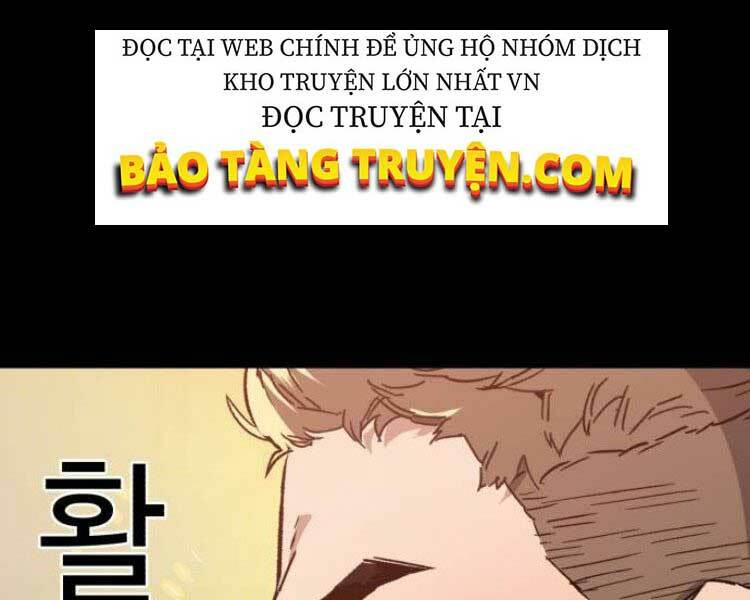 ĐỌC TẠI WEB CHÍNH ĐỂ ỦNG HỘ NHÓM DỊCH
KHO TRUYỆN LỚN NHẤT VN
ĐỌC TRUYỆN TẠI
BẢO TÀNG TRUYỆN.COM
활